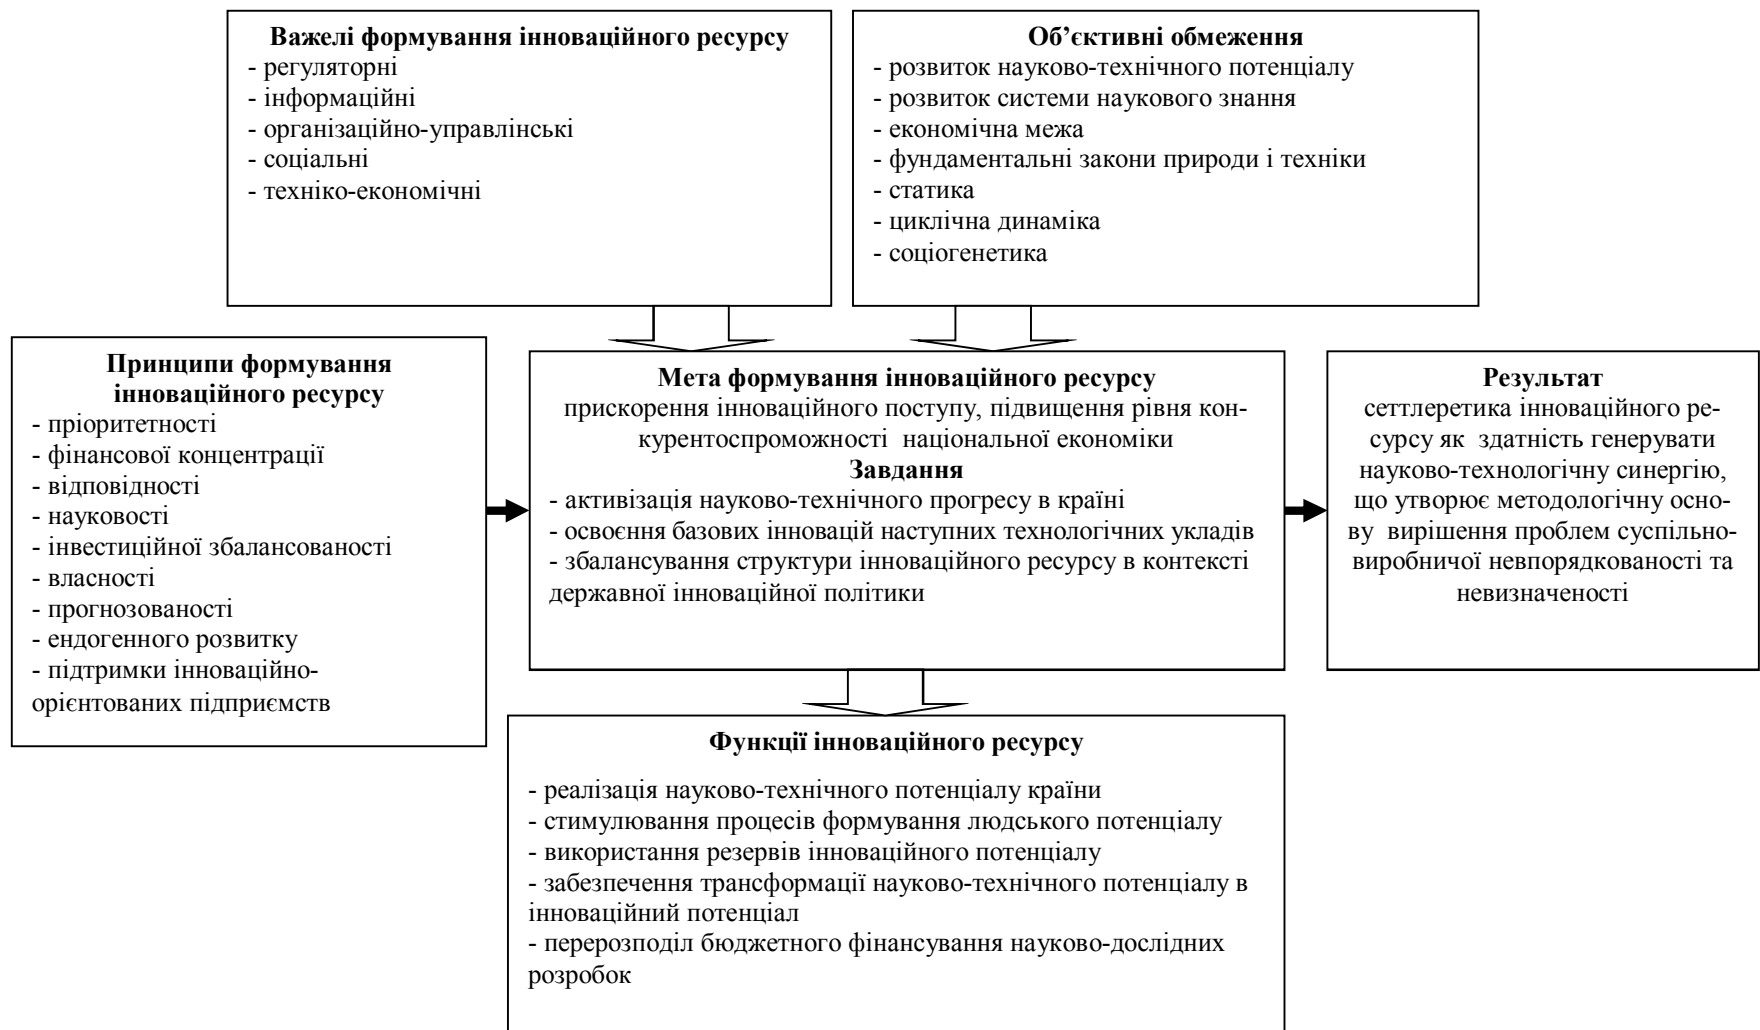 Важелі формування інноваційного ресурсу
- регуляторні
- інформаційні
- організаційно-управлінські
- соціальні
- техніко-економічні
Об’єктивні обмеження
- розвиток науково-технічного потенціалу
- розвиток системи наукового знання
- економічна межа
- фундаментальні закони природи і техніки
- статика
- циклічна динаміка
- соціогенетика
Принципи формування
інноваційного ресурсу
- пріоритетності
- фінансової концентрації
- відповідності
- науковості
- інвестиційної збалансованості
- власності
- прогнозованості
- ендогенного розвитку
- підтримки інноваційно-
орієнтованих підприємств
Мета формування інноваційного ресурсу
прискорення інноваційного поступу, підвищення рівня кон-
курентоспроможності національної економіки
Завдання
- активізація науково-технічного прогресу в країні
- освоєння базових інновацій наступних технологічних укладів
- збалансування структури інноваційного ресурсу в контексті
державної інноваційної політики
Результат
сеттлеретика інноваційного ре-
сурсу як здатність генерувати
науково-технологічну синергію,
що утворює методологічну осно-
ву вирішення проблем суспільно-
виробничої невпорядкованості та
невизначеності
Функції інноваційного ресурсу
- реалізація науково-технічного потенціалу країни
- стимулювання процесів формування людського потенціалу
- використання резервів інноваційного потенціалу
- забезпечення трансформації науково-технічного потенціалу в
інноваційний потенціал
- перерозподіл бюджетного фінансування науково-дослідних
розробок